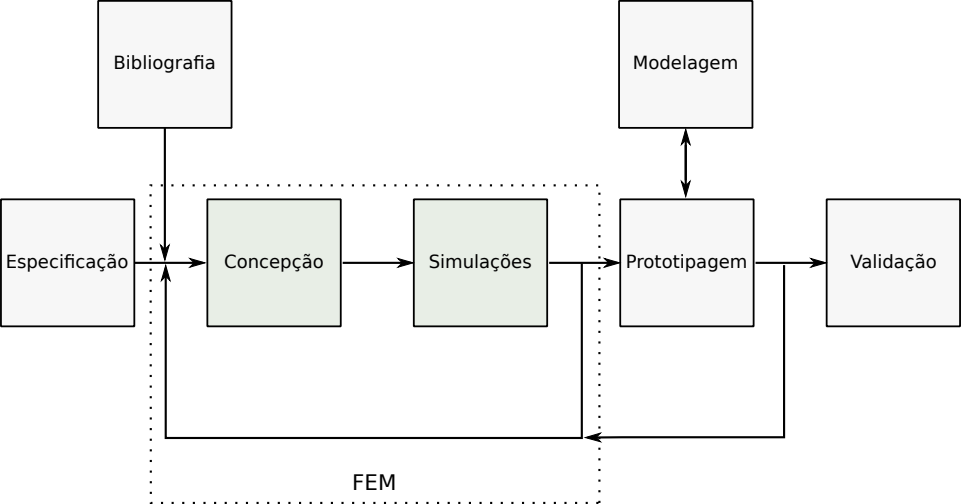 Bibliografia
Modelagem
Especificação
Concepção
Simulações
Prototipagem
Validação
FEM